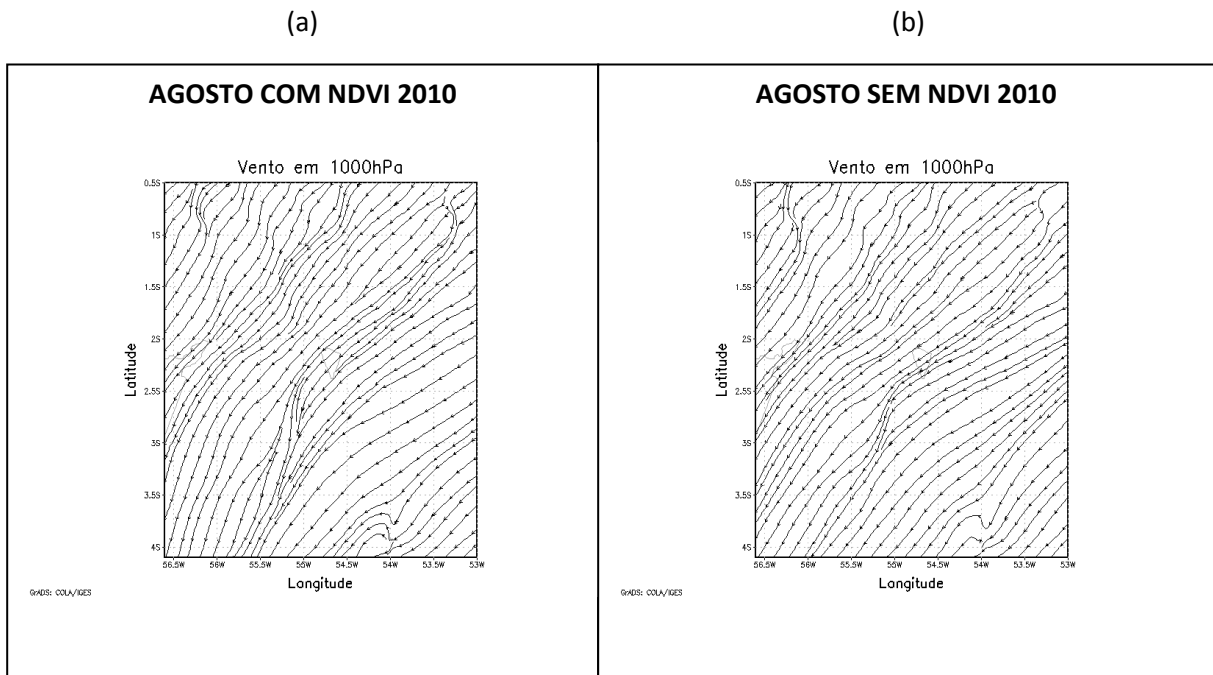 (a)
(b)
AGOSTO COM NDVI 2010
AGOSTO SEM NDVI 2010
Vento em 1000hPa
0.5S
1S
1.5S
2S
2.5S
3S
3.5S
4S
Latitude
56.5W
56W
55.5W
55W
54.5W
54W
53.5W
53W
Longitude
GrADS: COLA/IGES
Vento em 1000hPa
0.5S
1S
1.5S
2S
2.5S
3S
3.5S
4S
Latitude
56.5W
56W
55.5W
55W
54.5W
54W
53.5W
53W
Longitude
GrADS: COLA/IGES